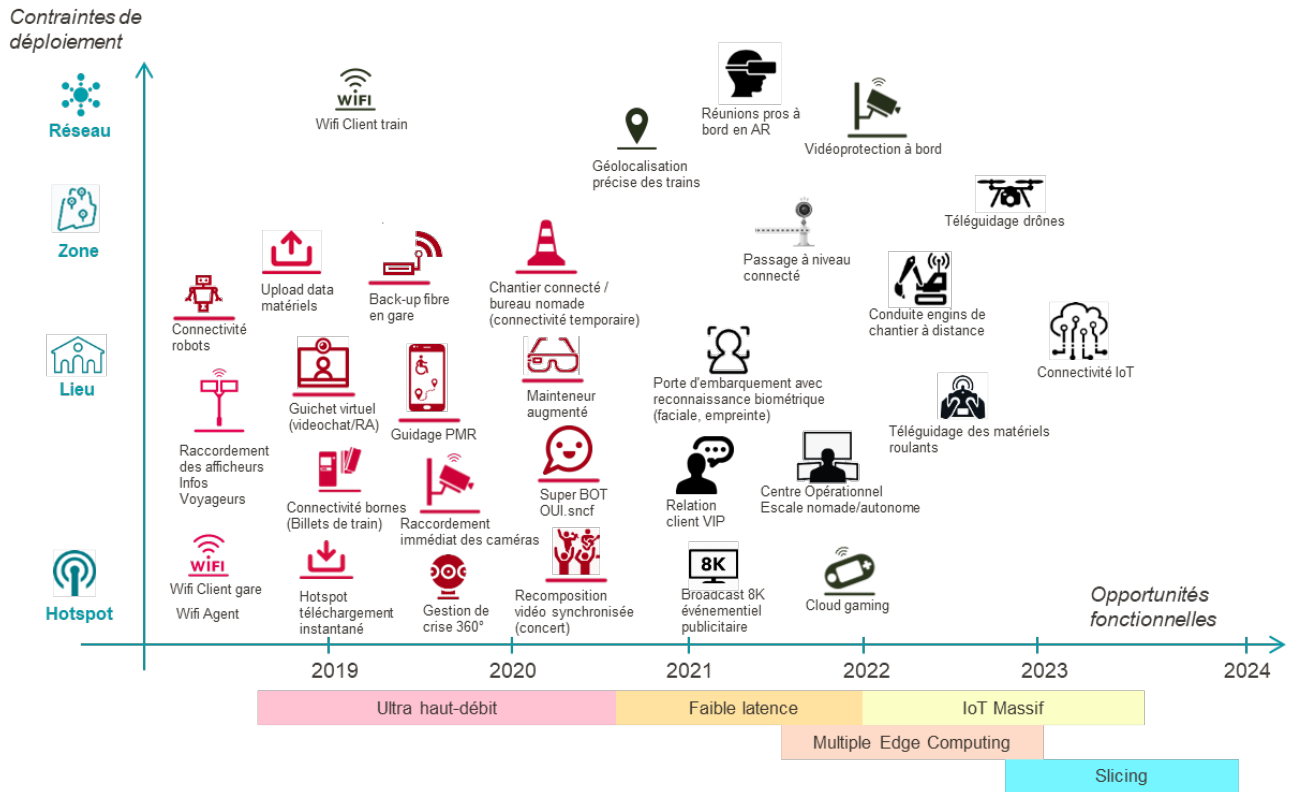 Contraintes de
déploiement
Réseau
WiFi
Wifi Client train
Géolocalisation
précise des trains
Réunions pros à
bord en AR
Vidéoprotection à bord
Zone
Upload data
matériels
Back-up fibre
en gare
Chantier connecté /
bureau nomade
(connectivité temporaire)
Passage à niveau
connecté
Téléguidage drônes
Connectivité
robots
Conduite engins de
chantier à distance
Lieu
Guichet virtuel
(videochat/RA)
Guidage PMR
Mainteneur
augmenté
Porte d'embarquement avec
reconnaissance biométrique
(faciale, empreinte)
Connectivité IoT
Téléguidage des matériels
roulants
Raccordement
des afficheurs
Infos
Voyageurs
Connectivité bornes
(Billets de train)
Raccordement
immédiat des caméras
Super BOT
OUI.sncf
Relation
client VIP
Centre Opérationnel
Escale nomade/autonome
Hotspot
WiFi
Wifi Client gare
Wifi Agent
Hotspot
téléchargement
instantané
Gestion de
crise 360°
Recomposition
vidéo synchronisée
(concert)
8K
Broadcast 8K
événementiel
publicitaire
Cloud gaming
Opportunités
fonctionnelles
2019
2020
2021
2022
2023
2024
Ultra haut-débit
Faible latence
IoT Massif
Multiple Edge Computing
Slicing